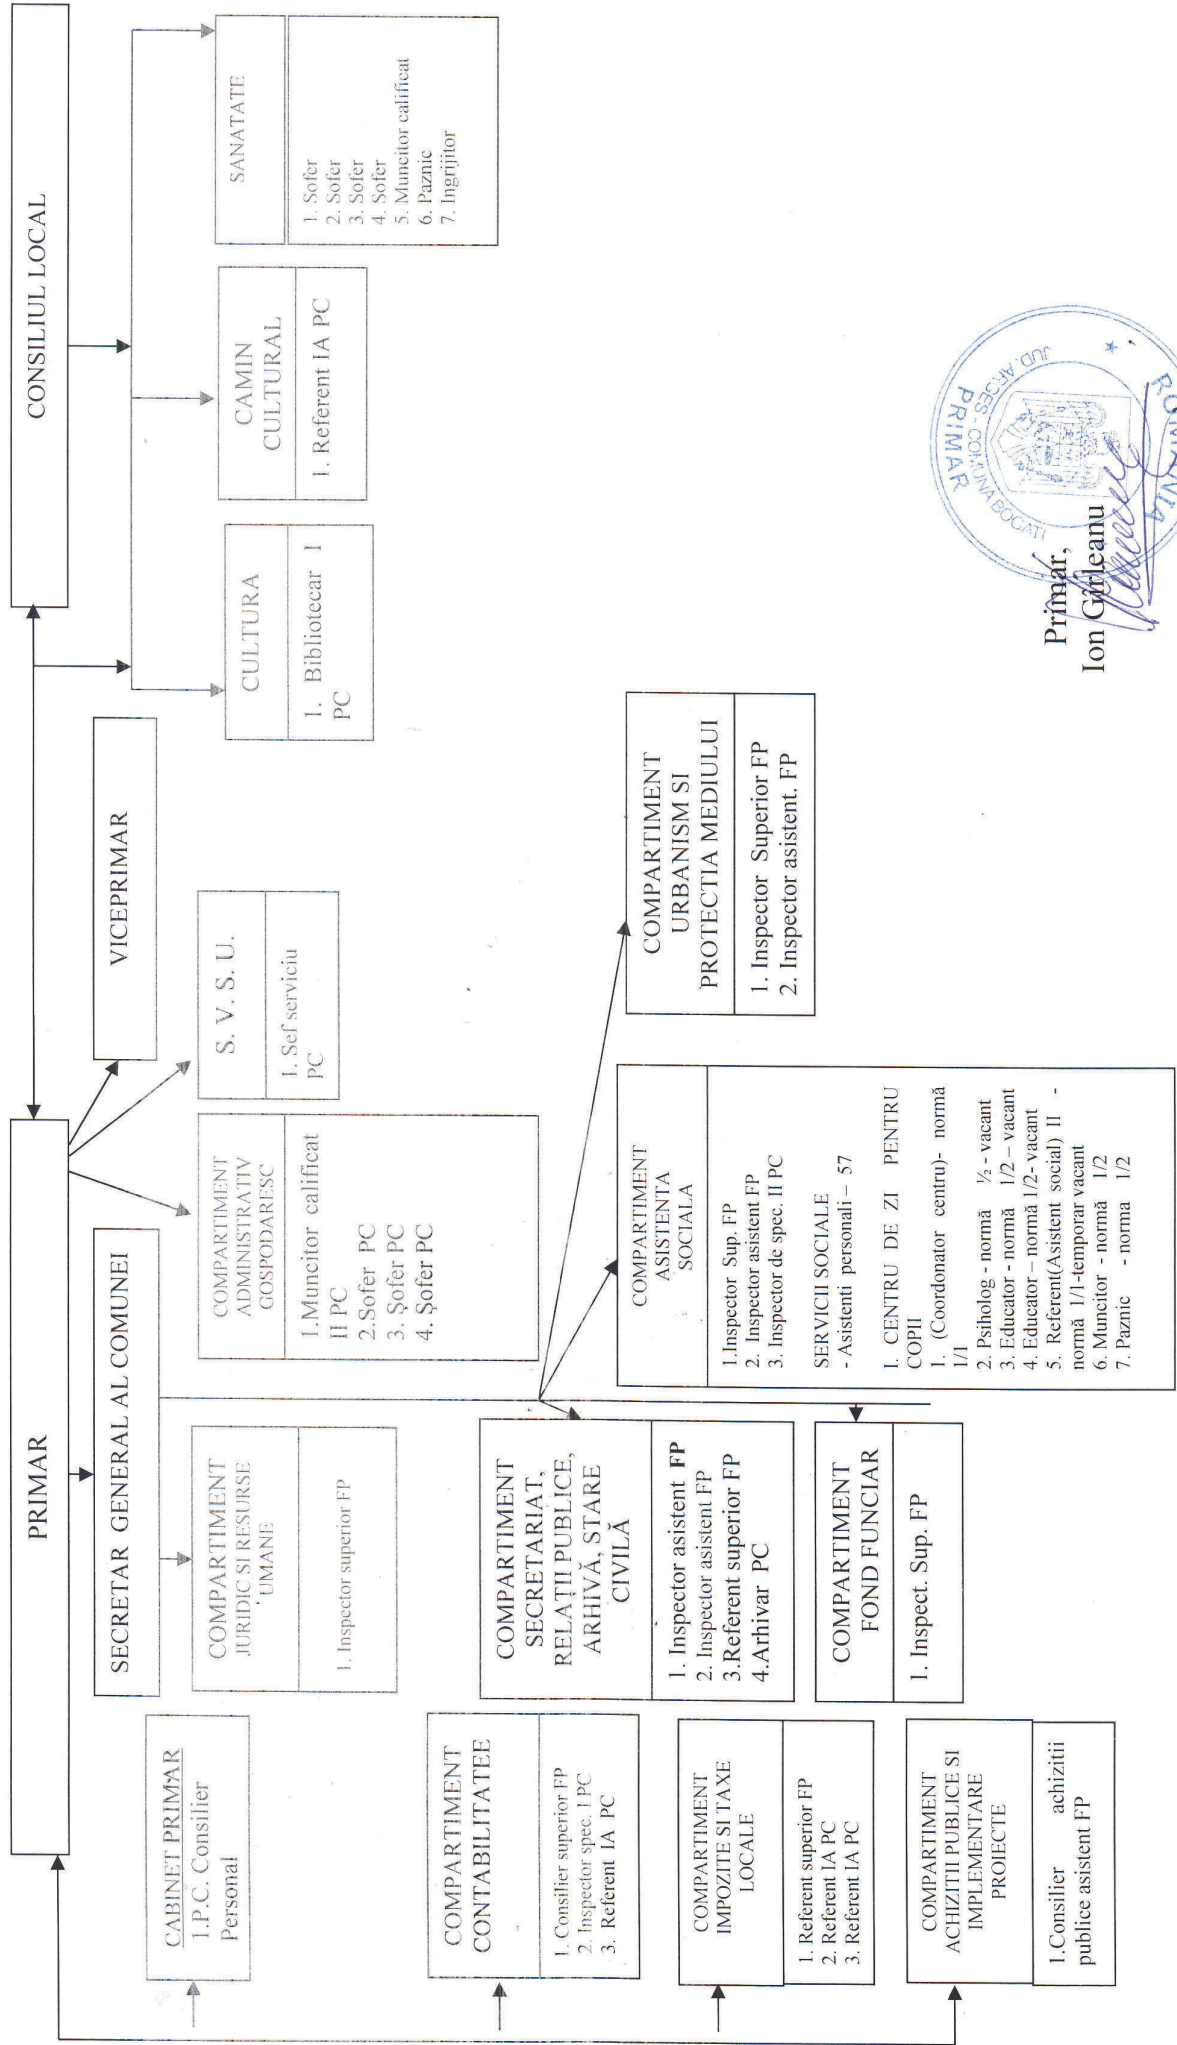 PRIMAR
CONSILIUL LOCAL
SECRETAR GENERAL AL COMUNEI
VICEPRIMAR
CABINET PRIMAR
1.P.C. Consilier
Personal
COMPARTIMENT
JURIDIC SI RESURSE
UMANE
1. Inspector superior FP
COMPARTIMENT
ADMINISTRATIV
GOSPODARESC
1.Muncitor calificat
II PC
2.Sofer PC
3. Şofer PC
4. Şofer PC
S. V. S. U.
1. Sef serviciu
PC
CULTURA
1. Bibliotecar I
PC
CAMIN
CULTURAL
1. Referent IA PC
SANATATE
1. Sofer
2. Sofer
3. Sofer
4. Sofer
5. Muncitor calificat
6. Paznic
7. Ingrijitor
COMPARTIMENT
CONTABILITATEE
1. Consilier superior FP
2. Inspector spec. I PC
3. Referent IA PC
COMPARTIMENT
SECRETARIAT,
RELAŢII PUBLICE,
ARHIVĂ, STARE
CIVILĂ
1. Inspector asistent FP
2. Inspector asistent FP
3.Referent superior FP
4.Arhivar PC
COMPARTIMENT
ASISTENTA
SOCIALA
1.Inspector Sup. FP
2. Inspector asistent FP
3. Inspector de spec. II PC
SERVICII SOCIALE
- Asistenti personali – 57
I. CENTRU DE ZI PENTRU
COPII
1. (Coordonator centru)- normă
1/1
2. Psiholog - normă ½ - vacant
3. Educator - normă 1/2 – vacant
4. Educator – normă 1/2- vacant
5. Referent(Asistent social) II -
normă 1/1-temporar vacant
6. Muncitor - normă 1/2
7. Paznic - norma 1/2
COMPARTIMENT
URBANISM SI
PROTECTIA MEDIULUI
1. Inspector Superior FP
2. Inspector asistent. FP
COMPARTIMENT
IMPOZITE SI TAXE
LOCALE
1. Referent superior FP
2. Referent IA PC
3. Referent IA PC
COMPARTIMENT
FOND FUNCIAR
1. Inspect. Sup. FP
COMPARTIMENT
ACHIZITII PUBLICE SI
IMPLEMENTARE
PROIECTE
1.Consilier achizitii
publice asistent FP
Primar,
Ion Gîrleanu
ROMÂNIA
JUD. ARGEŞ - COMUNA BOGATI
PRIMAR